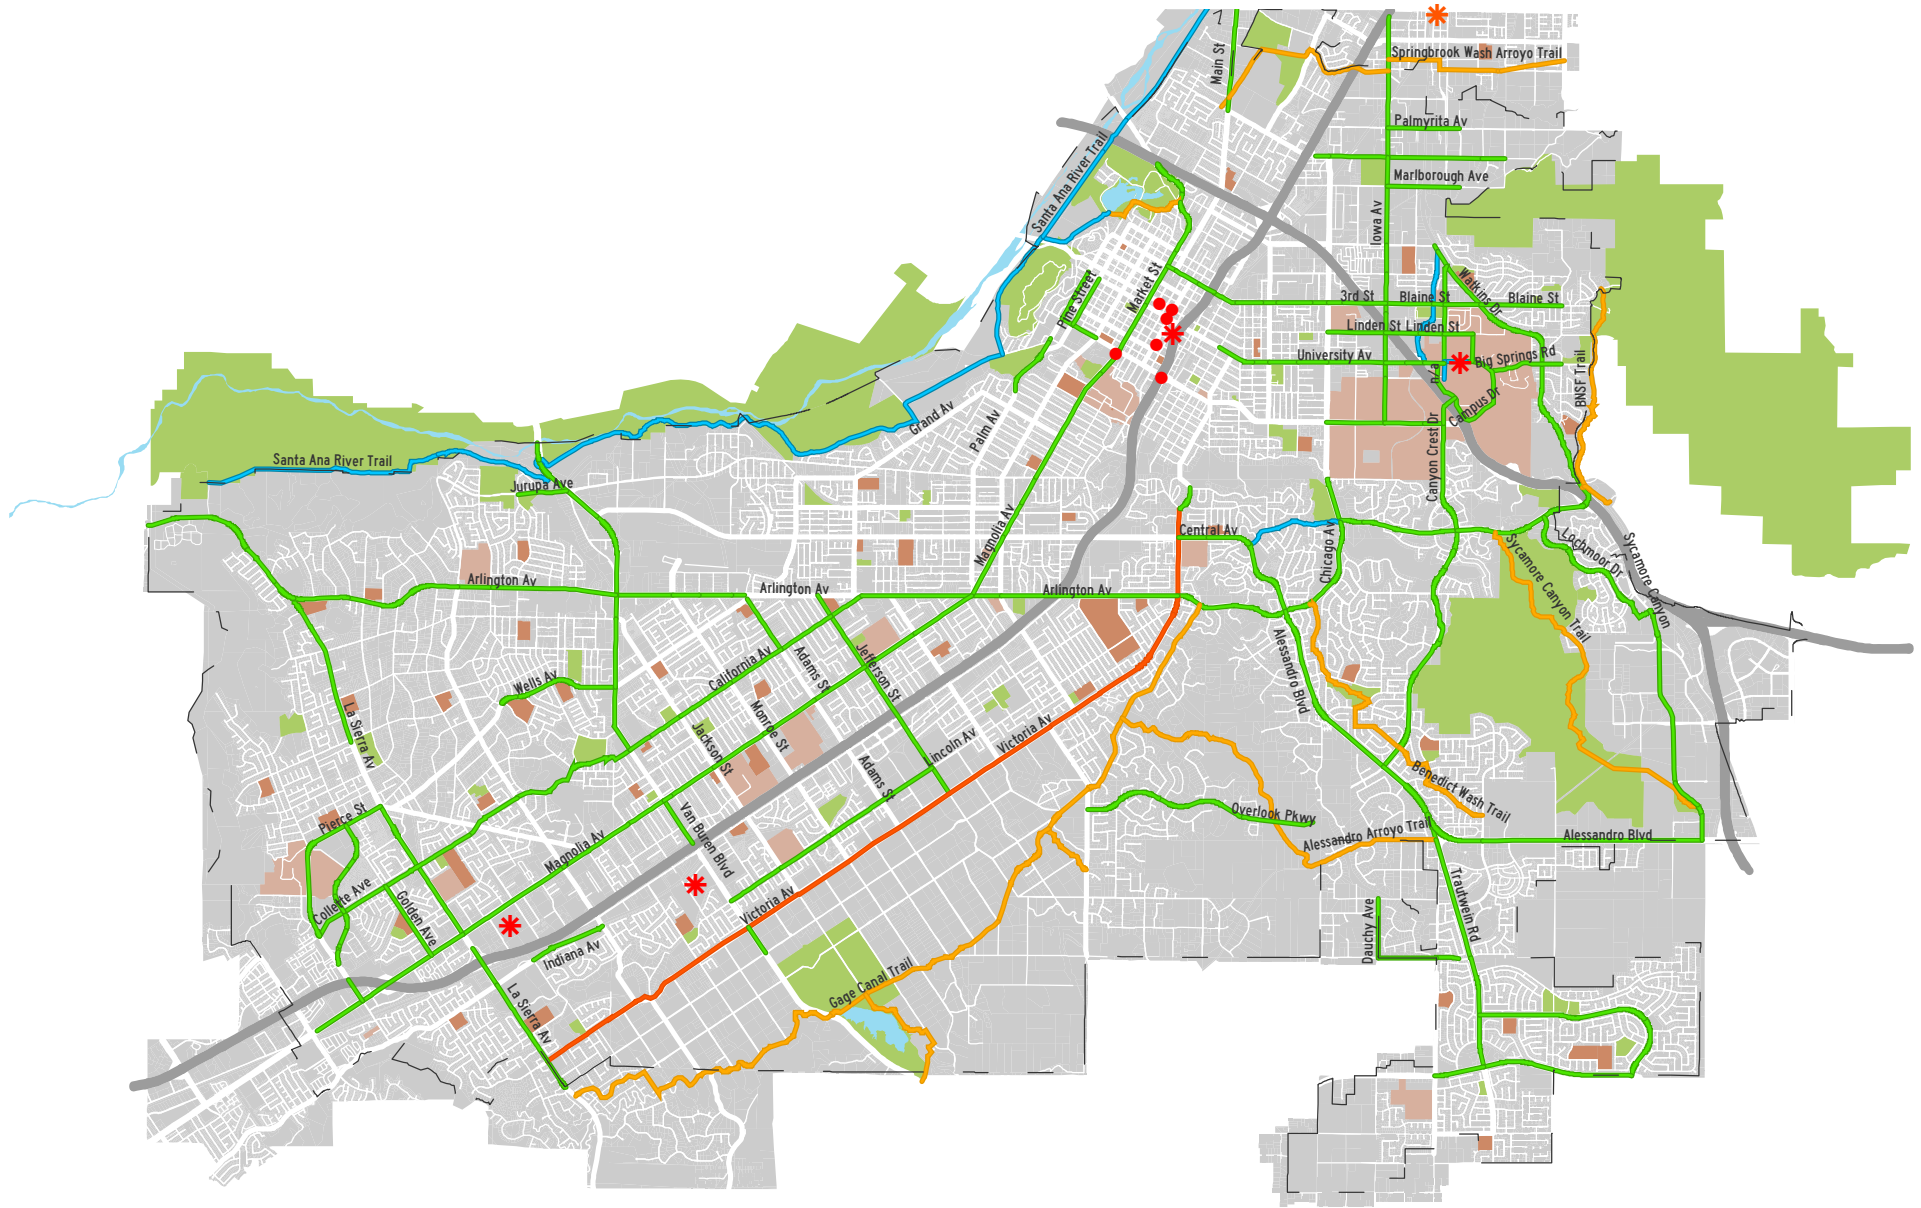 Main St
Springbrook Wash Arroyo Trail
Palmyrita Av
Santa Ana River Trail
Marlborough Ave
Iowa Av
Market St
Pine Street
Watkins Dr
3rd St
Blaine St
Blaine St
Linden St
Linden St
University Av
Big Springs Rd
n/a
BNSF Trail
Campus Dr
Grand Av
Palm Av
Canyon Crest Dr
Santa Ana River Trail
Jurupa Ave
Magnolia Av
Central Av
Chicago Av
Lochmoor Dr
Sycamore Canyon
Sycamore Canyon Trail
Arlington Av
Arlington Av
Arlington Av
Alessandro Blvd
California Av
Adams St
Jefferson St
Wells Av
La Sierra Av
Monroe St
Jackson St
Lincoln Av
Victoria Av
Adams St
Benedict Wash Trail
Overlook Pkwy
Alessandro Arroyo Trail
Alessandro Blvd
Pierce St
Magnolia Av
Van Buren Blvd
Collette Ave
Golden Ave
Victoria Av
Trautwein Rd
Dauchy Ave
Indiana Av
Gage Canal Trail
La Sierra Av